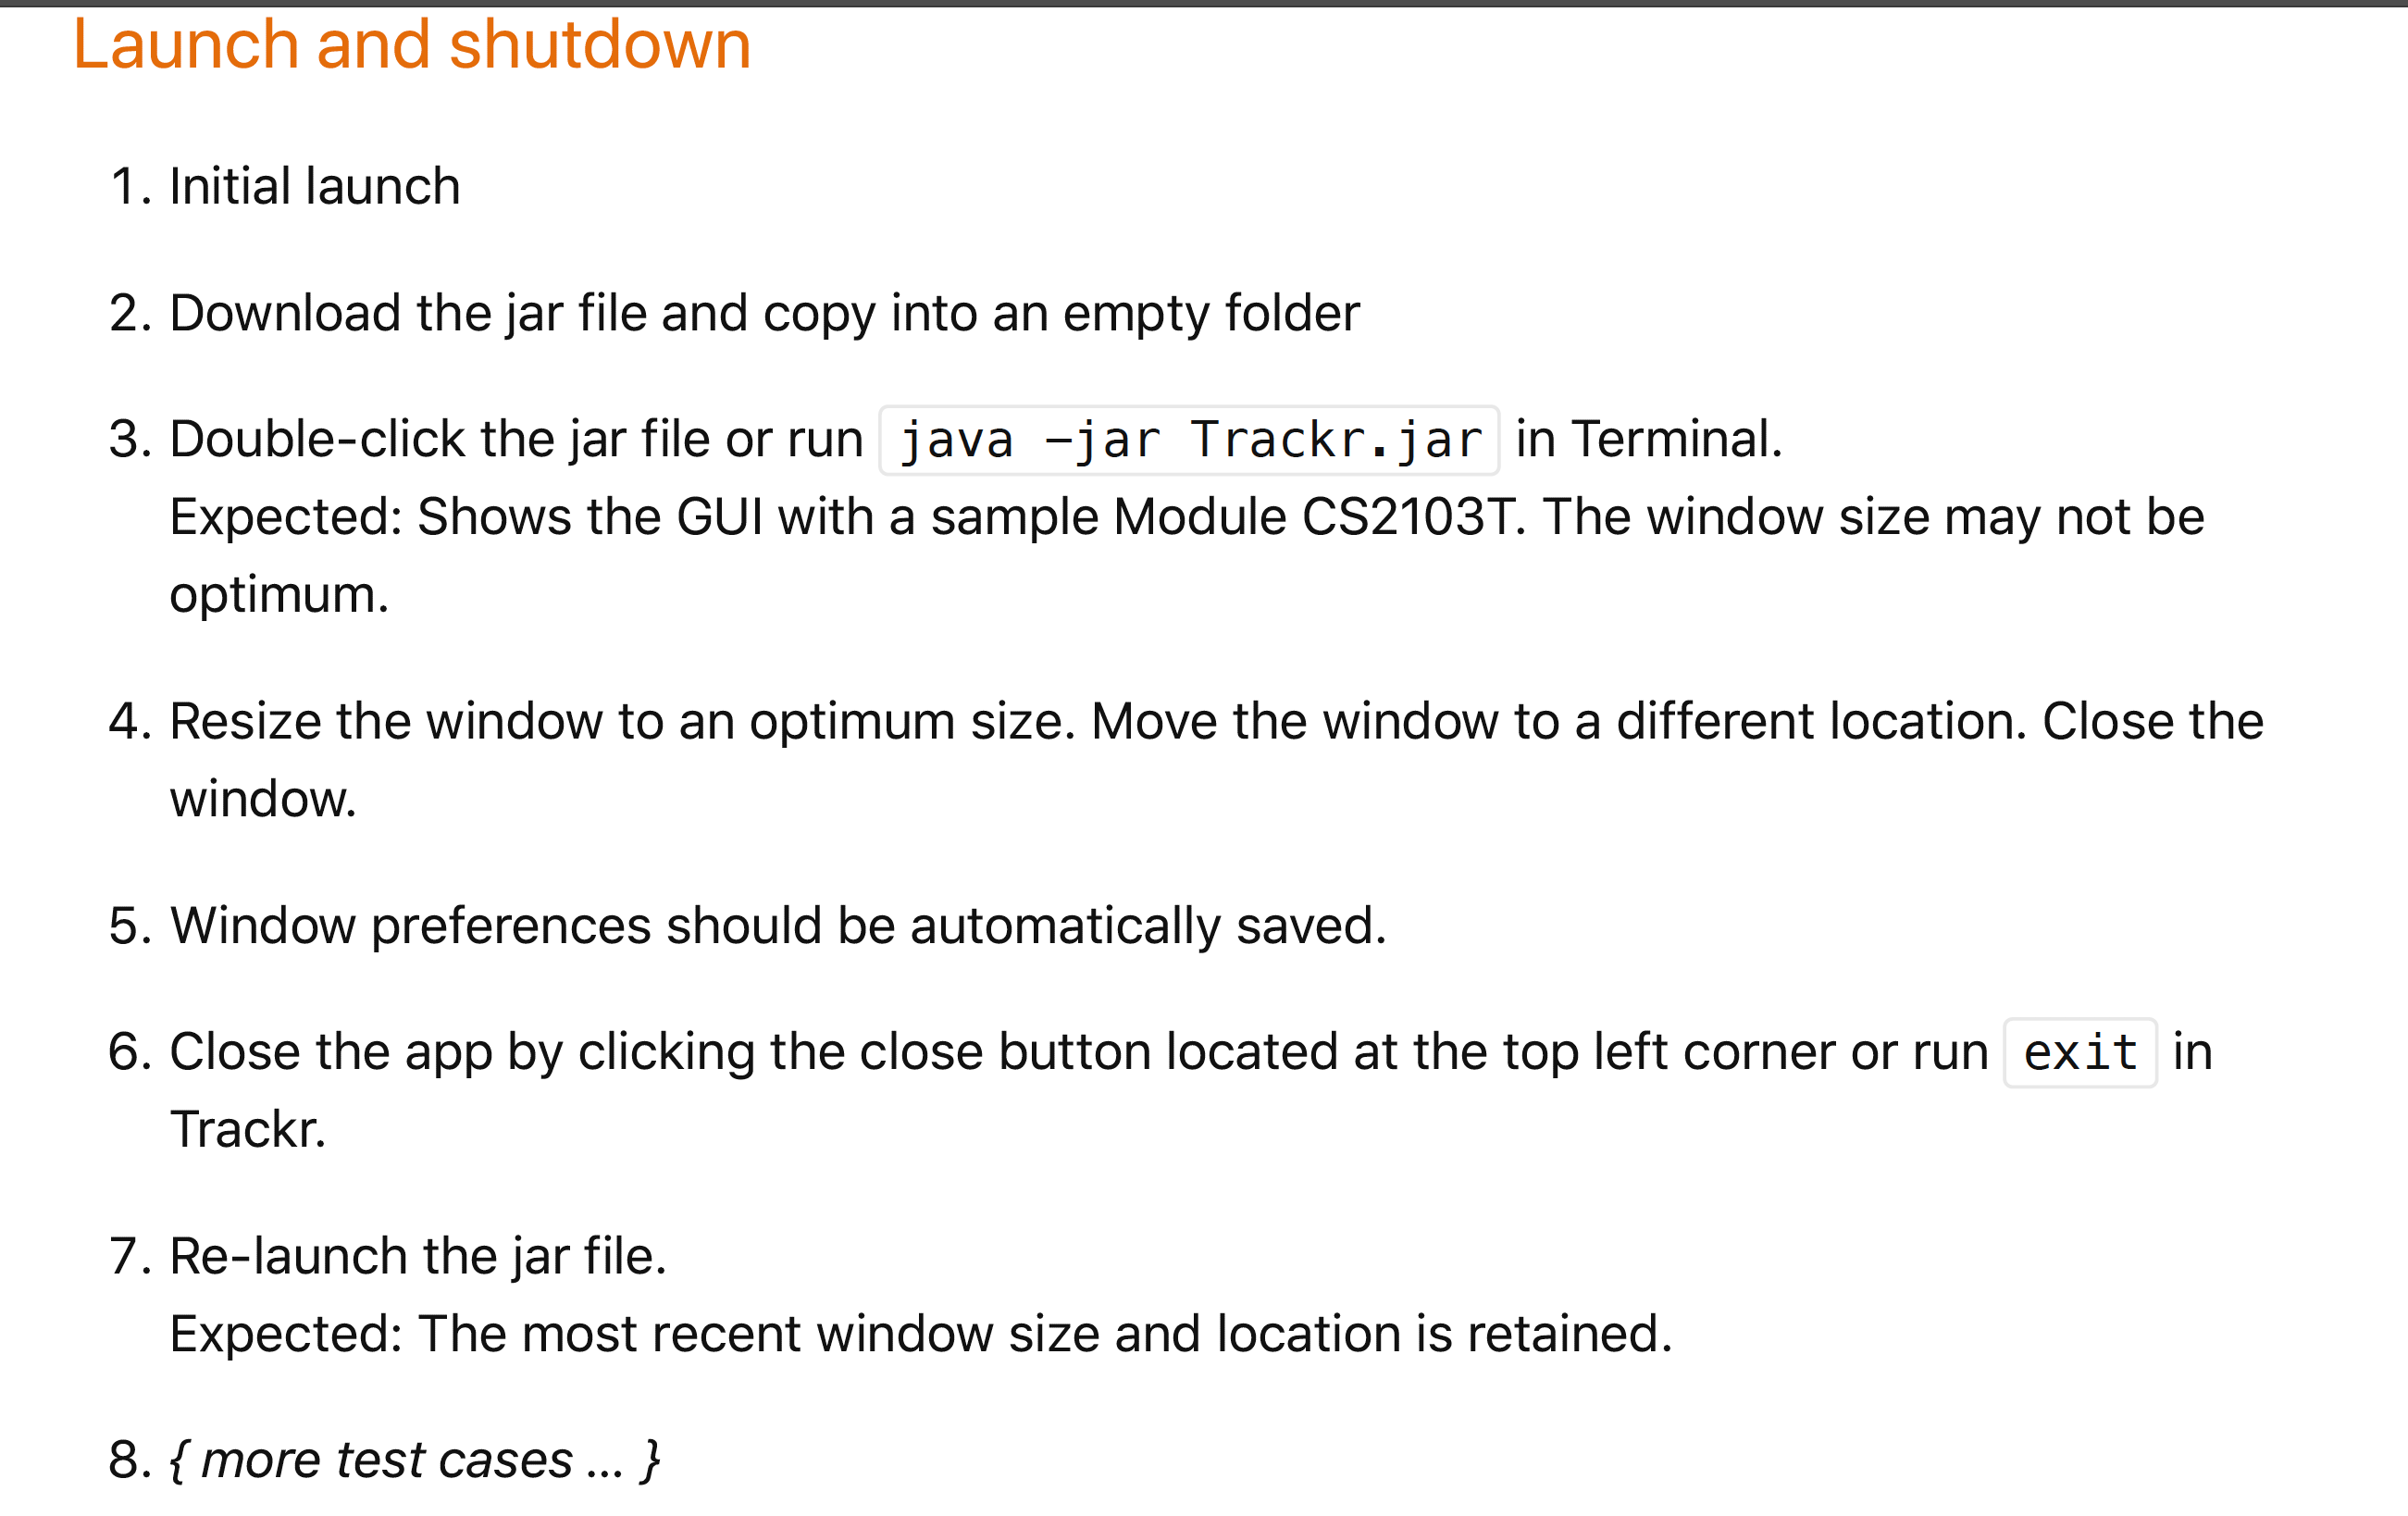 Launch and shutdown
1. Initial launch
2. Download the jar file and copy into an empty folder
3. Double-click the jar file or run java -jar Trackr.jar in Terminal.
Expected: Shows the GUI with a sample Module CS2103T. The window size may not be
optimum.
4. Resize the window to an optimum size. Move the window to a different location. Close the
window.
5. Window preferences should be automatically saved.
6. Close the app by clicking the close button located at the top left corner or run exit in
Trackr.
7. Re-launch the jar file.
Expected: The most recent window size and location is retained.
8. { more test cases ... }